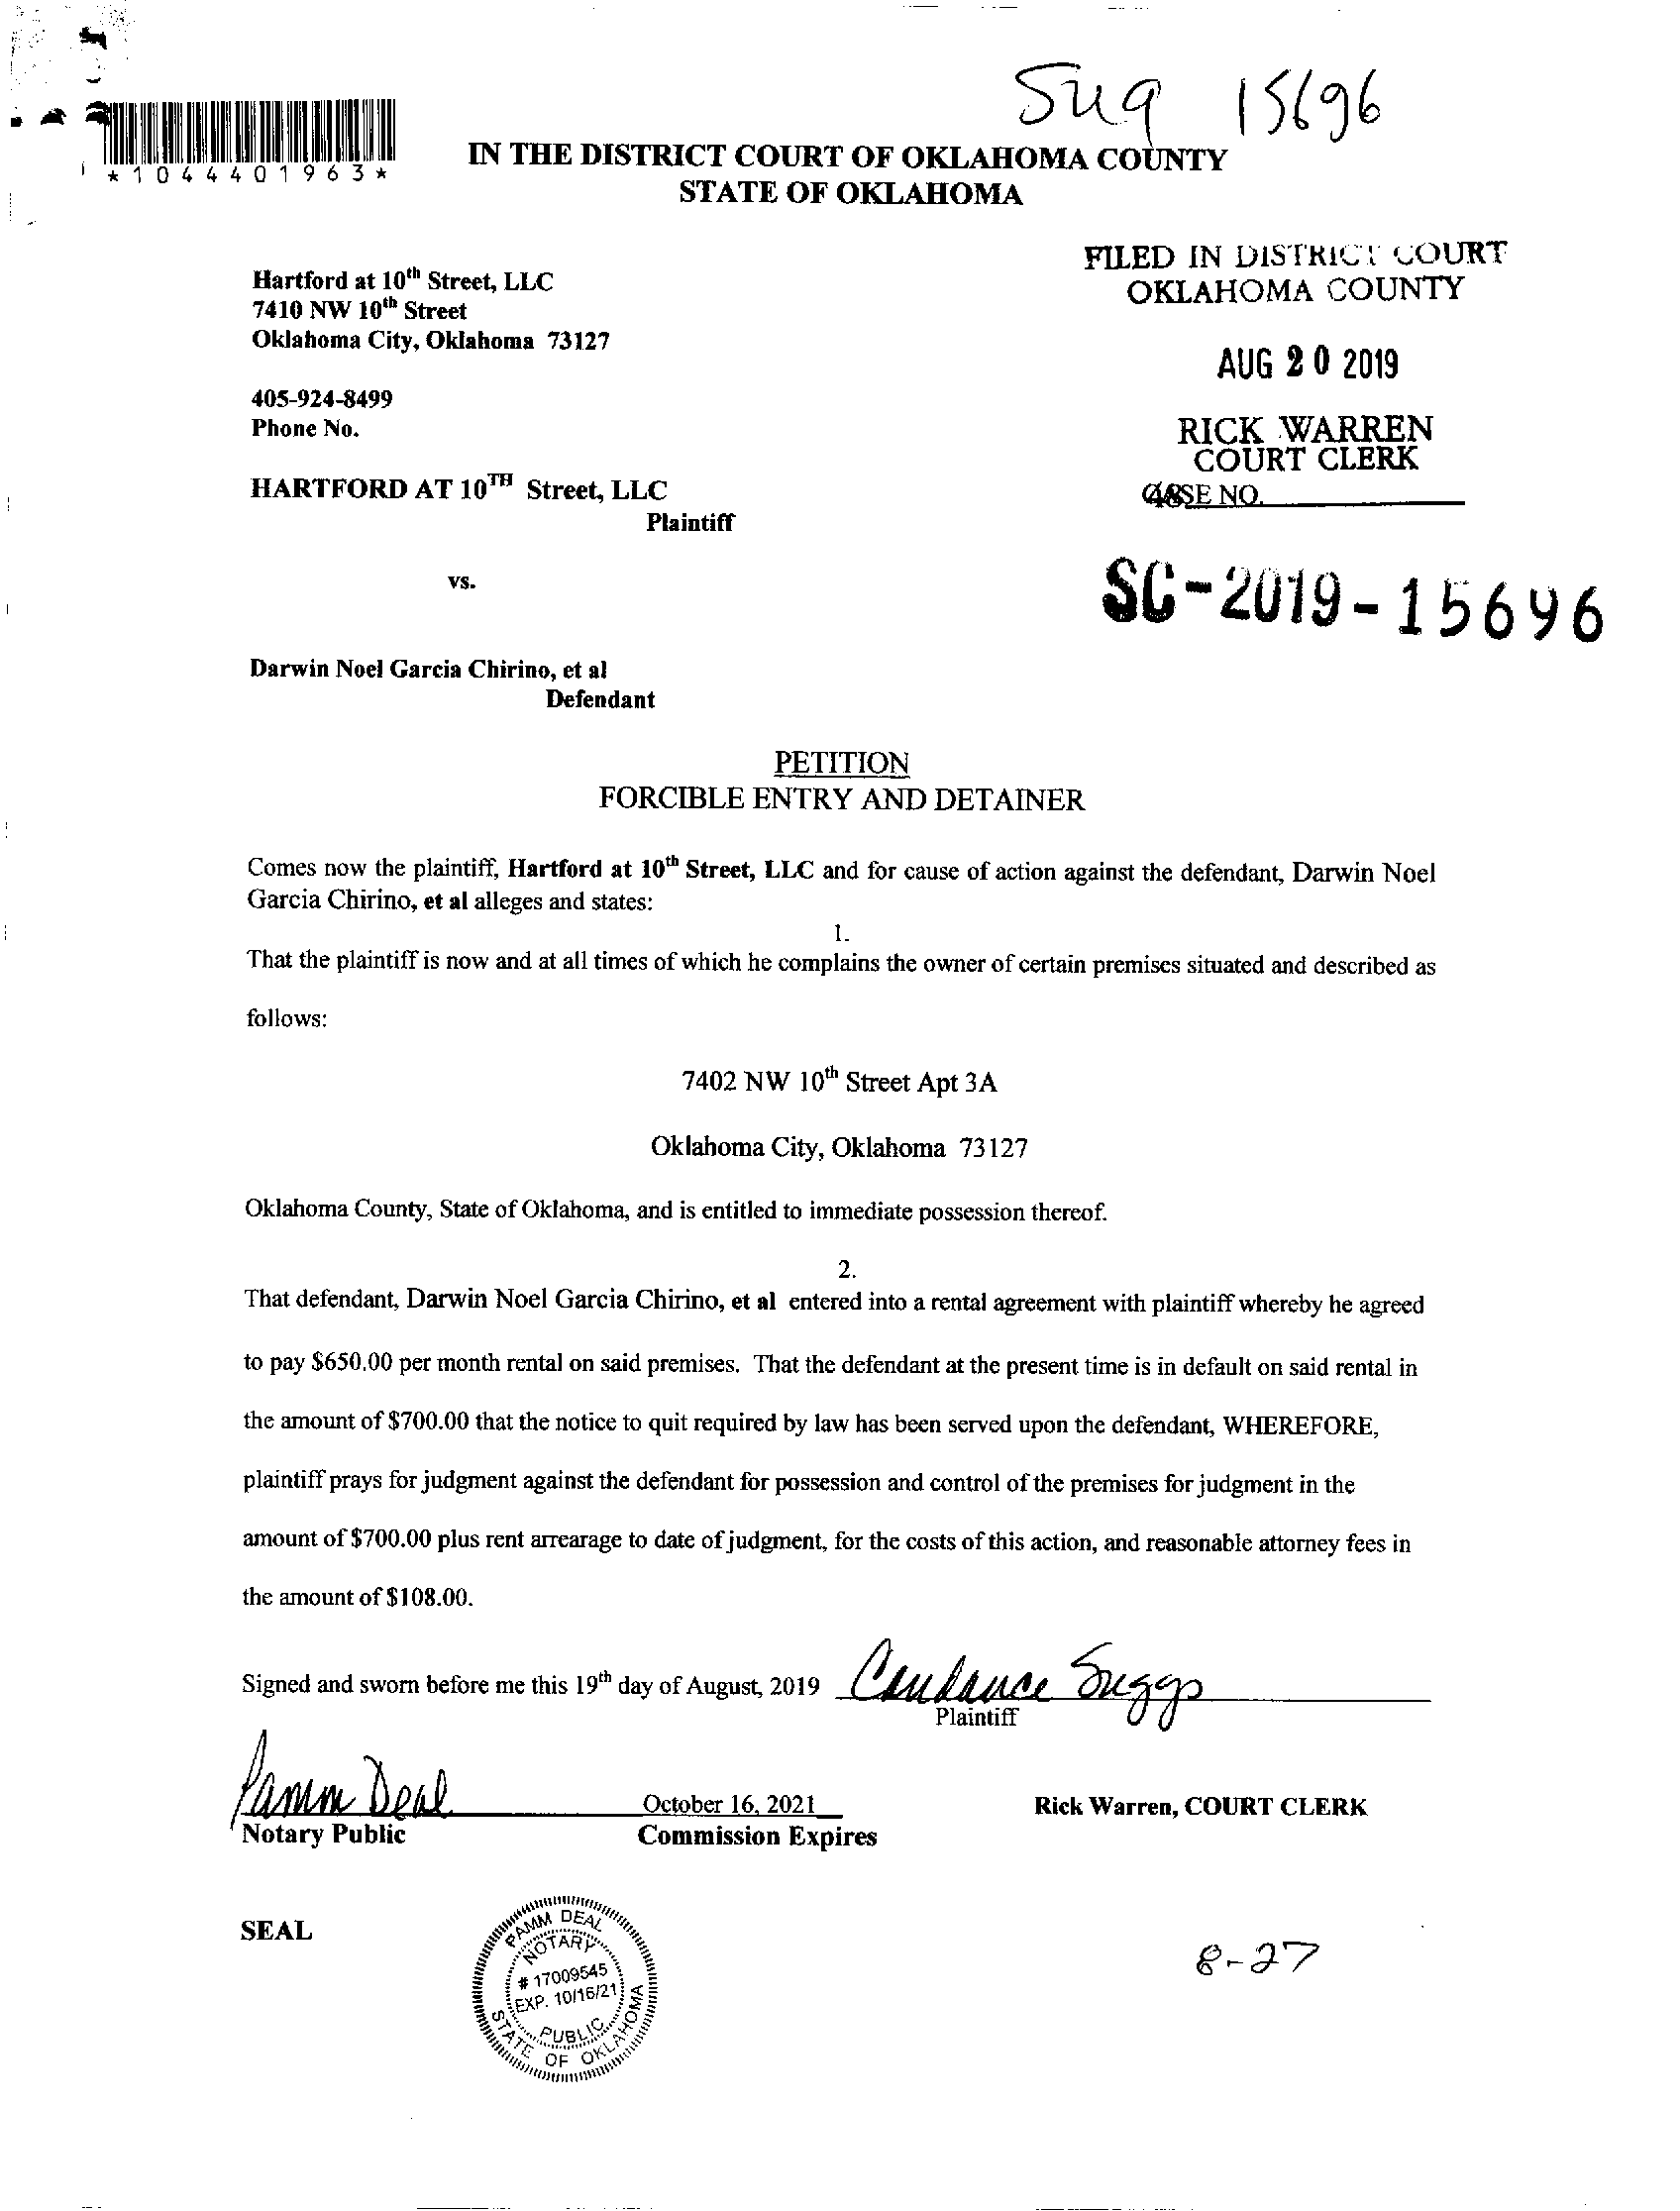 Sug 15696
*1044401963*
IN THE DISTRICT COURT OF OKLAHOMA COUNTY
STATE OF OKLAHOMA
FILED IN DISTRICT COURT
OKLAHOMA COUNTY
Hartford at 10th Street, LLC
7410 NW 10th Street
Oklahoma City, Oklahoma 73127
AUG 20 2019
405-924-8499
Phone No.
RICK WARREN
COURT CLERK
HARTFORD AT 10TH Street, LLC
CASE NO.
Plaintiff
vs.
SC-2019-15696
Darwin Noel Garcia Chirino, et al
Defendant
PETITION
FORCIBLE ENTRY AND DETAINER
Comes now the plaintiff, Hartford at 10th Street, LLC and for cause of action against the defendant, Darwin Noel
Garcia Chirino, et al alleges and states:
1.
That the plaintiff is now and at all times of which he complains the owner of certain premises situated and described as
follows:
7402 NW 10th Street Apt 3A
Oklahoma City, Oklahoma 73127
Oklahoma County, State of Oklahoma, and is entitled to immediate possession thereof.
2.
That defendant, Darwin Noel Garcia Chirino, et al entered into a rental agreement with plaintiff whereby he agreed
to pay $650.00 per month rental on said premises. That the defendant at the present time is in default on said rental in
the amount of $700.00 that the notice to quit required by law has been served upon the defendant, WHEREFORE,
plaintiff prays for judgment against the defendant for possession and control of the premises for judgment in the
amount of $700.00 plus rent arrearage to date of judgment, for the costs of this action, and reasonable attorney fees in
the amount of $108.00.
Signed and sworn before me this 19th day of August, 2019 Candance Suggs
Plaintiff
Pamm Deal
October 16, 2021
Rick Warren, COURT CLERK
Notary Public
Commission Expires
SEAL
PAMM DEAL
NOTARY
# 17009545
EXP. 10/16/21
PUBLIC
STATE OF OKLAHOMA
8-27